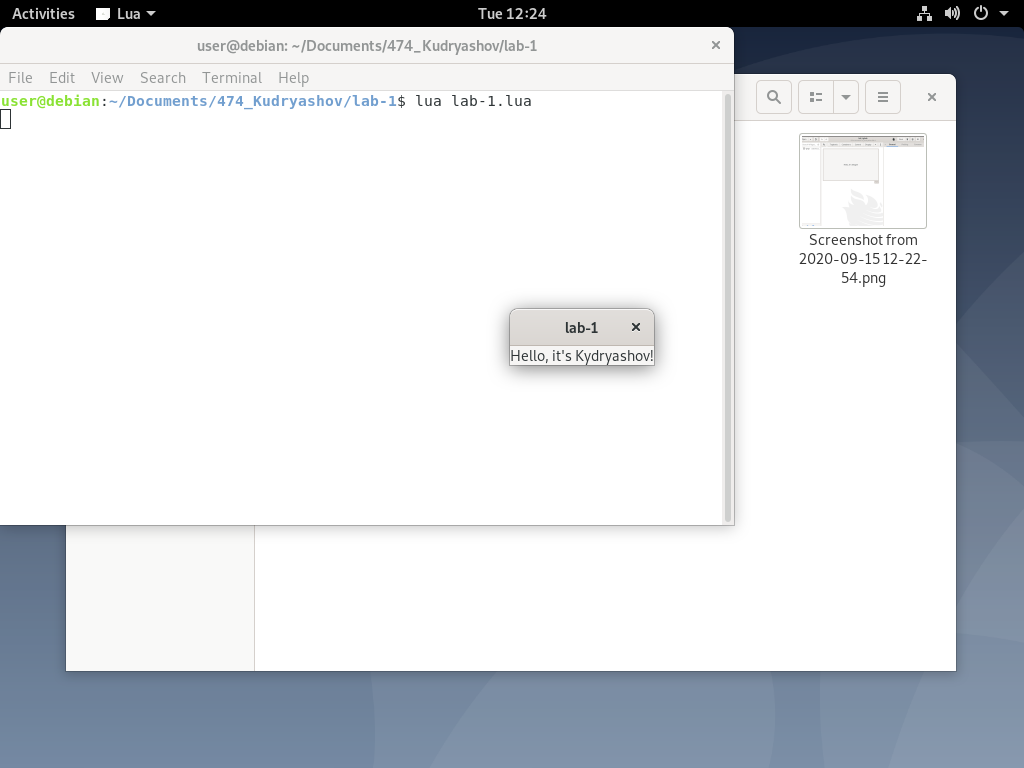 Activities Lua Tue 12:24
user@debian: ~/Documents/474_Kudryashov/lab-1
File Edit View Search Terminal Help
user@debian:~/Documents/474_Kudryashov/lab-1$ lua lab-1.lua
Screenshot from
2020-09-15 12-22-
54.png
lab-1
Hello, it's Kydryashov!